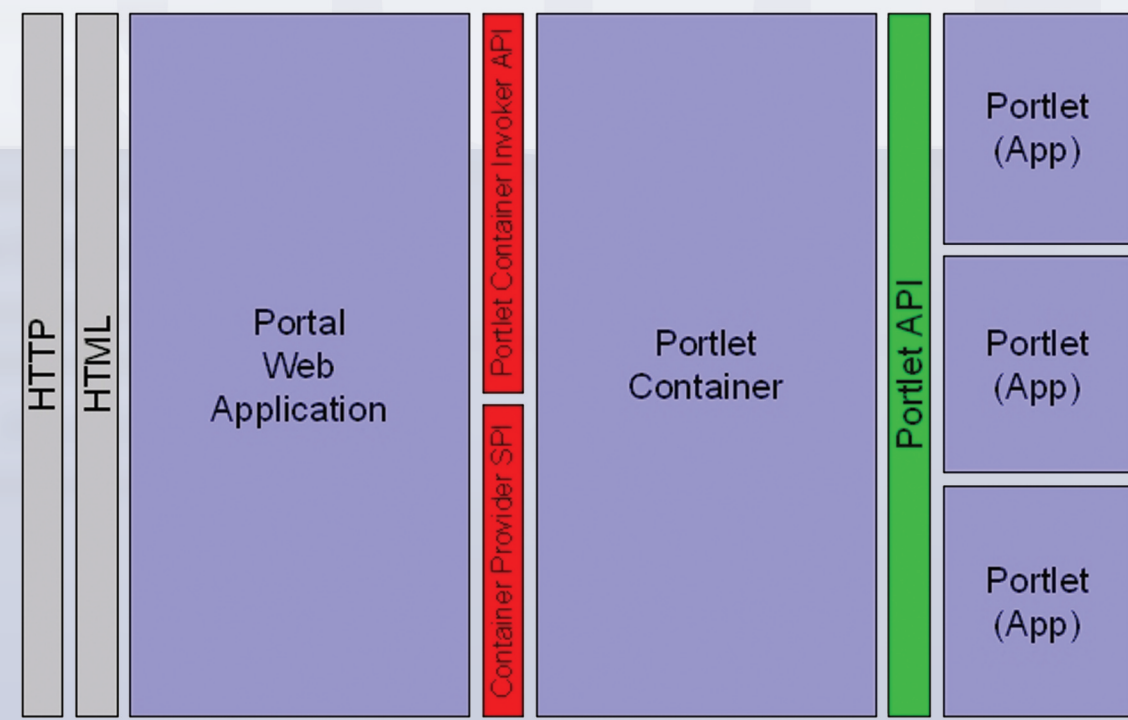 HTTP
HTML
Portal
Web
Application
Portlet Container Invoker API
Container Provider SPI
Portlet
Container
Portlet API
Portlet
(App)
Portlet
(App)
Portlet
(App)